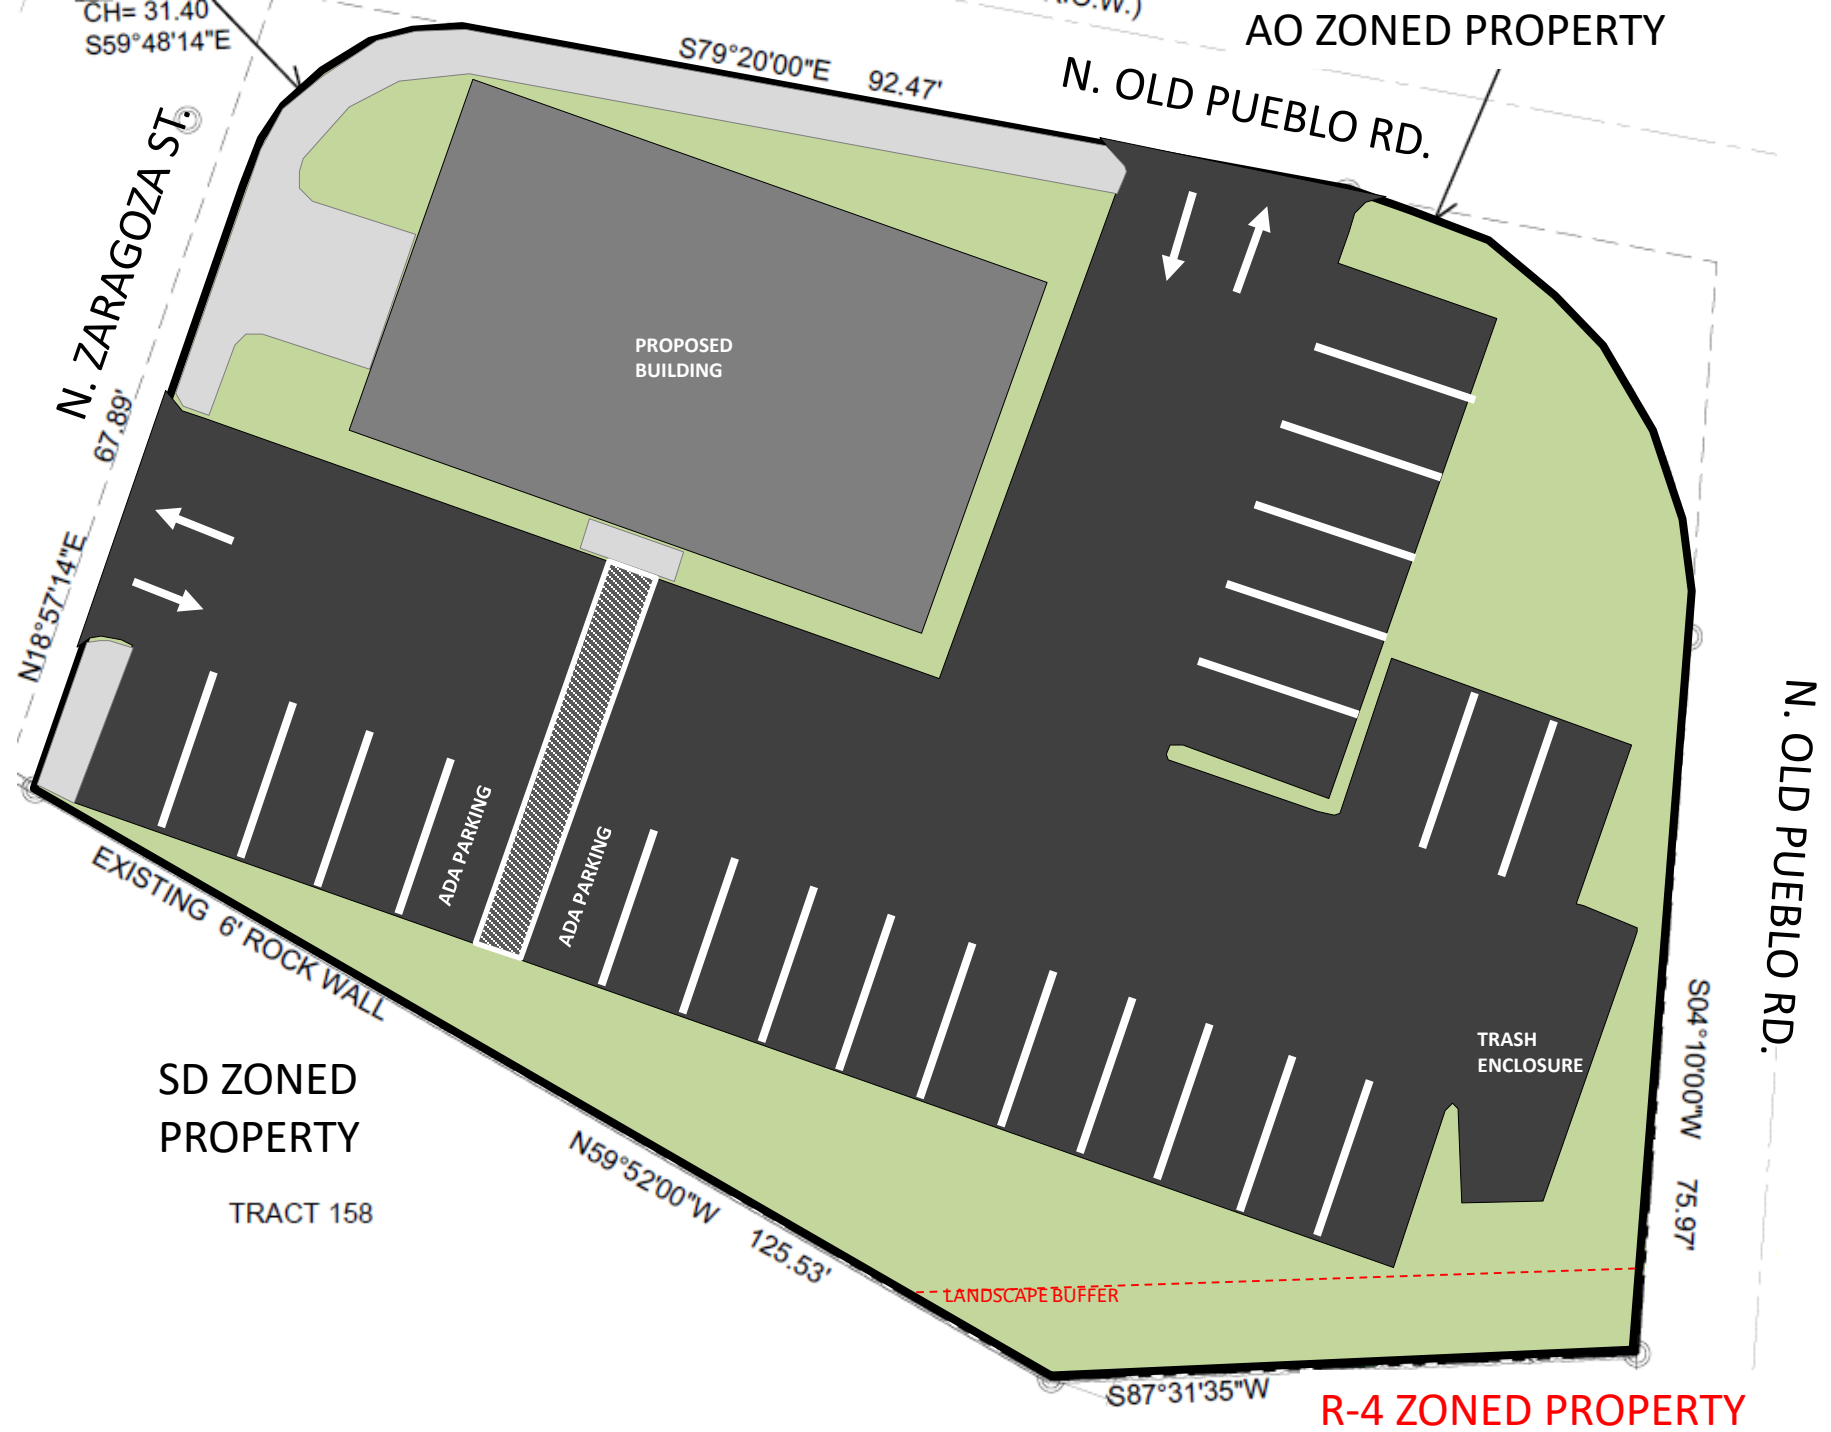 CH= 31.40
S59°48'14"E
AO ZONED PROPERTY
S79°20'00"E 92.47'
N. OLD PUEBLO RD.
N. ZARAGOZA ST.
67.89'
N18°57'14"E
PROPOSED
BUILDING
ADA PARKING
ADA PARKING
N. OLD PUEBLO RD.
EXISTING 6' ROCK WALL
S04°10'00"W 75.97'
TRASH
ENCLOSURE
SD ZONED
PROPERTY
TRACT 158
N59°52'00"W 125.53'
LANDSCAPE BUFFER
S87°31'35"W
R-4 ZONED PROPERTY